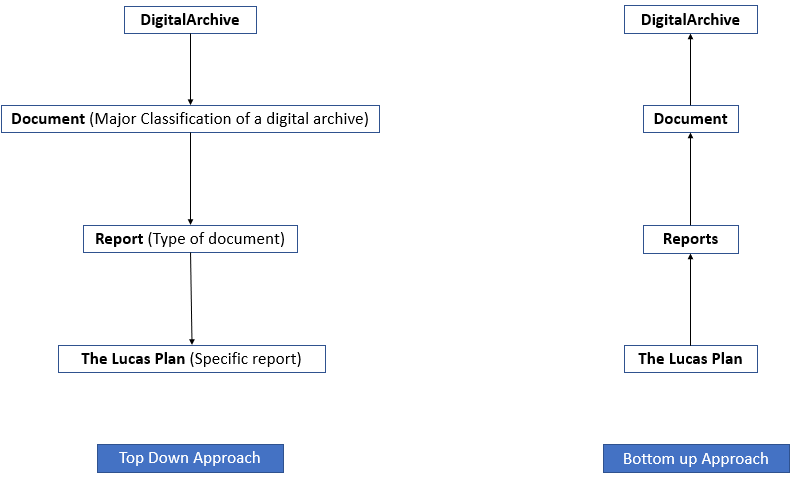 DigitalArchive
Document (Major Classification of a digital archive)
Report (Type of document)
The Lucas Plan (Specific report)
Top Down Approach
DigitalArchive
Document
Reports
The Lucas Plan
Bottom up Approach